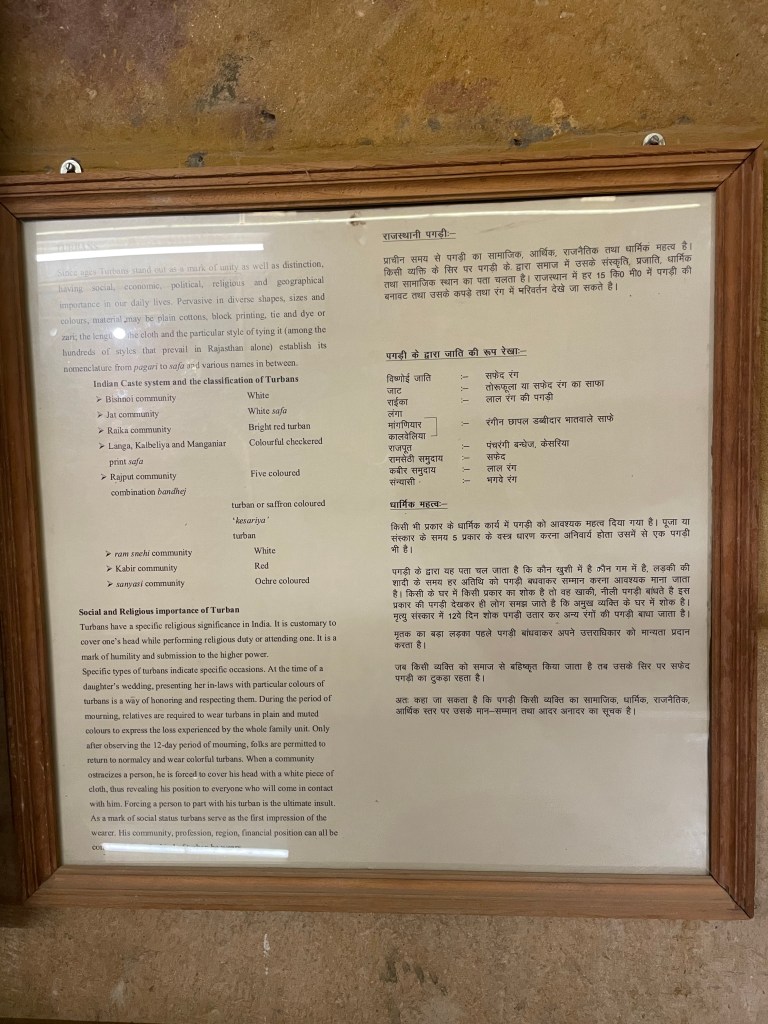 TURBANS
Since ages Turbans stand out as a mark of unity as well as distinction,
having social, economic, political, religious and geographical
importance in our daily lives. Pervasive in diverse shapes, sizes and
colours, material may be plain cottons, block printing, tie and dye or
zari, the length of the cloth and the particular style of tying it (among the
hundreds of styles that prevail in Rajasthan alone) establish its
nomenclature from pagari to safa and various names in between.
Indian Caste system and the classification of Turbans
➢ Bishnoi community White
➢ Jat community White safa
➢ Raika community Bright red turban
➢ Langa, Kalbeliya and Manganiar Colourful checkered
print safa
➢ Rajput community Five coloured
combination bandhej
turban or saffron coloured
‘kesariya’
turban
➢ ram snehi community White
➢ Kabir community Red
➢ sanyasi community Ochre coloured
Social and Religious importance of Turban
Turbans have a specific religious significance in India. It is customary to
cover one's head while performing religious duty or attending one. It is a
mark of humility and submission to the higher power.
Specific types of turbans indicate specific occasions. At the time of a
daughter's wedding, presenting her in-laws with particular colours of
turbans is a way of honoring and respecting them. During the period of
mourning, relatives are required to wear turbans in plain and muted
colours to express the loss experienced by the whole family unit. Only
after observing the 12-day period of mourning, folks are permitted to
return to normalcy and wear colorful turbans. When a community
ostracizes a person, he is forced to cover his head with a white piece of
cloth, thus revealing his position to everyone who will come in contact
with him. Forcing a person to part with his turban is the ultimate insult.
As a mark of social status turbans serve as the first impression of the
wearer. His community, profession, region, financial position can all be
राजस्थानी पगड़ीः–
प्राचीन समय से पगड़ी का सामाजिक, आर्थिक, राजनैतिक तथा धार्मिक महत्व है।
किसी व्यक्ति के सिर पर पगड़ी के द्वारा समाज में उसके संस्कृति, प्रजाति, धार्मिक
तथा सामाजिक स्थान का पता चलता है। राजस्थान में हर 15 कि0 मी0 में पगड़ी की
बनावट तथा उसके कपड़े तथा रंग में परिवर्तन देखे जा सकते है।
पगड़ी के द्वारा जाति की रूप रेखाः–
विष्णोई जाति :– सफेद रंग
जाट :– तोरूफूला या सफेद रंग का साफा
राईका :– लाल रंग की पगड़ी
लंगा
मांगणियार :– रंगीन छापल डब्बीदार भातवाले साफे
कालबेलिया
राजपूत :– पंचरंगी बन्धेज, केसरिया
रामसेठी समुदाय :– सफेद
कबीर समुदाय :– लाल रंग
संन्यासी :– भगवे रंग
धार्मिक महत्वः–
किसी भी प्रकार के धार्मिक कार्य में पगड़ी को आवश्यक महत्व दिया गया है। पूजा या
संस्कार के समय 5 प्रकार के वस्त्र धारण करना अनिवार्य होता उसमें से एक पगड़ी
भी है।
पगड़ी के द्वारा यह पता चल जाता है कि कौन खुशी में है कौन गम में है, लड़की की
शादी के समय हर अतिथि को पगड़ी बधवाकर सम्मान करना आवश्यक माना जाता
है। किसी के घर में किसी प्रकार का शोक है तो वह खाकी, नीली पगड़ी बांधते है इस
प्रकार की पगड़ी देखकर ही लोग समझ जाते है कि अमुख व्यक्ति के घर में शोक है।
मृत्यु संस्कार में 12वे दिन शोक पगड़ी उतार कर अन्य रंगों की पगड़ी बाधा जाता है।
मृतक का बड़ा लड़का पहले पगड़ी बांधवाकर अपने उत्तराधिकार को मान्यता प्रदान
करता है।
जब किसी व्यक्ति को समाज से बहिष्कृत किया जाता है तब उसके सिर पर सफेद
पगड़ी का टुकड़ा रहता है।
अतः कहा जा सकता है कि पगड़ी किसी व्यक्ति का सामाजिक, धार्मिक, राजनैतिक,
आर्थिक स्तर पर उसके मान–सम्मान तथा आदर अनादर का सूचक है।